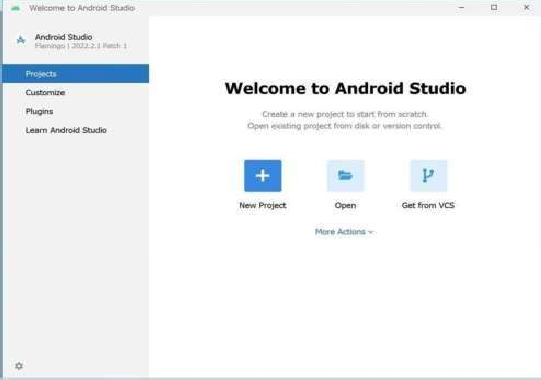 Welcome to Android Studio
Android Studio
Flamingo | 2022.2.1 Patch 1
Projects
Customize
Plugins
Learn Android Studio
Welcome to Android Studio
Create a new project to start from scratch.
Open existing project from disk or version control.
New Project
Open
Get from VCS
More Actions